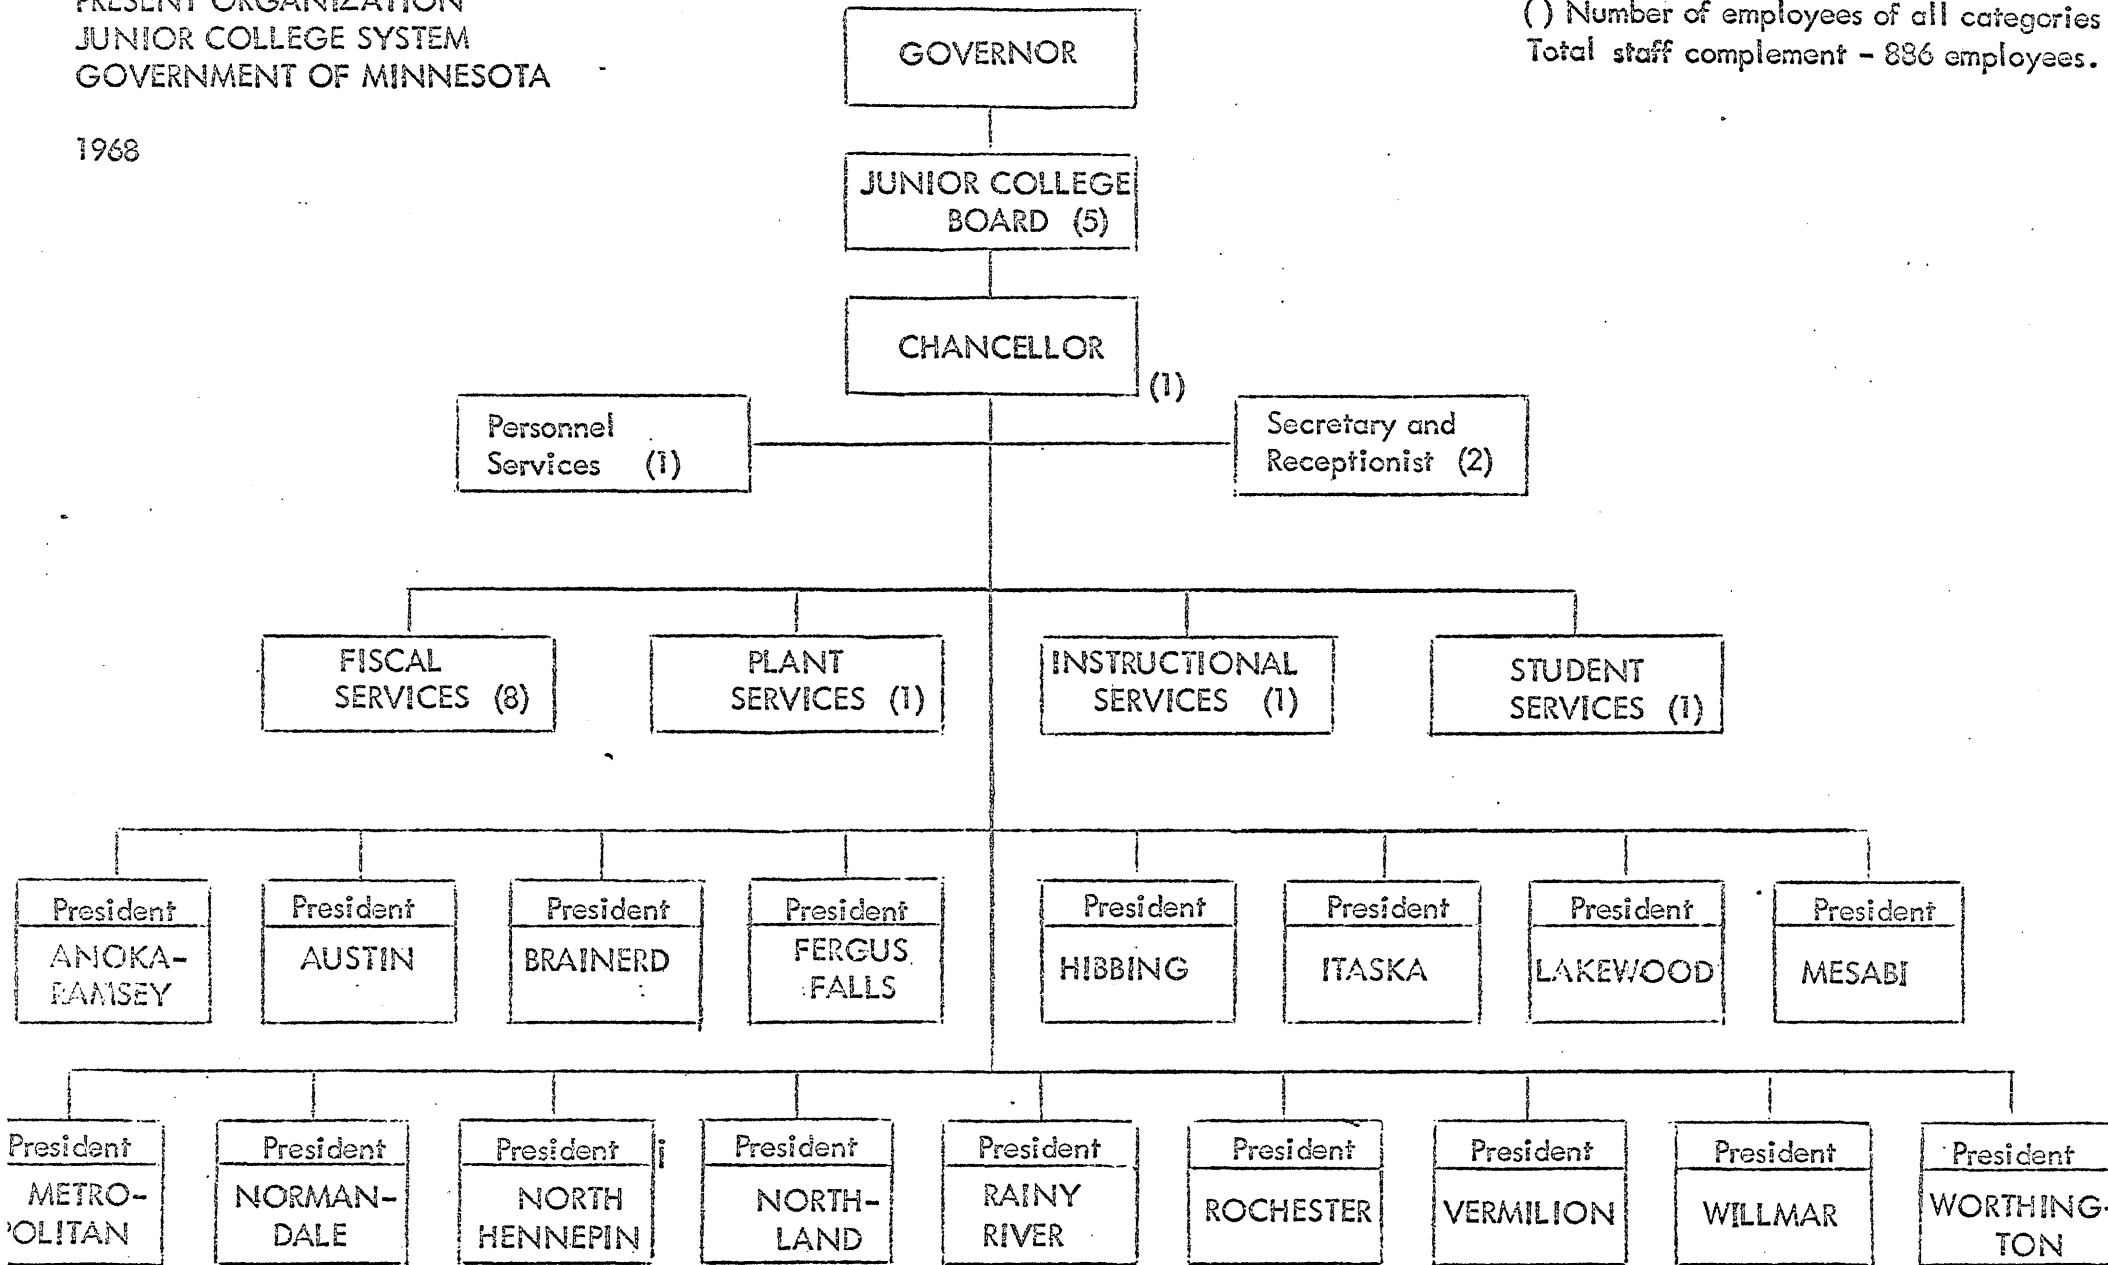 PRESENT ORGANIZATION
JUNIOR COLLEGE SYSTEM
GOVERNMENT OF MINNESOTA
1968
() Number of employees of all categories
Total staff complement - 886 employees.
GOVERNOR
JUNIOR COLLEGE
BOARD (5)
CHANCELLOR
(1)
Personnel
Services (1)
Secretary and
Receptionist (2)
FISCAL
SERVICES (8)
PLANT
SERVICES (1)
INSTRUCTIONAL
SERVICES (1)
STUDENT
SERVICES (1)
President
ANOKA-
RAMSEY
President
AUSTIN
President
BRAINERD
President
FERGUS
FALLS
President
HIBBING
President
ITASKA
President
LAKEWOOD
President
MESABI
President
METRO-
POLITAN
President
NORMAN-
DALE
President
NORTH
HENNEPIN
President
NORTH-
LAND
President
RAINY
RIVER
President
ROCHESTER
President
VERMILION
President
WILLMAR
President
WORTHING-
TON